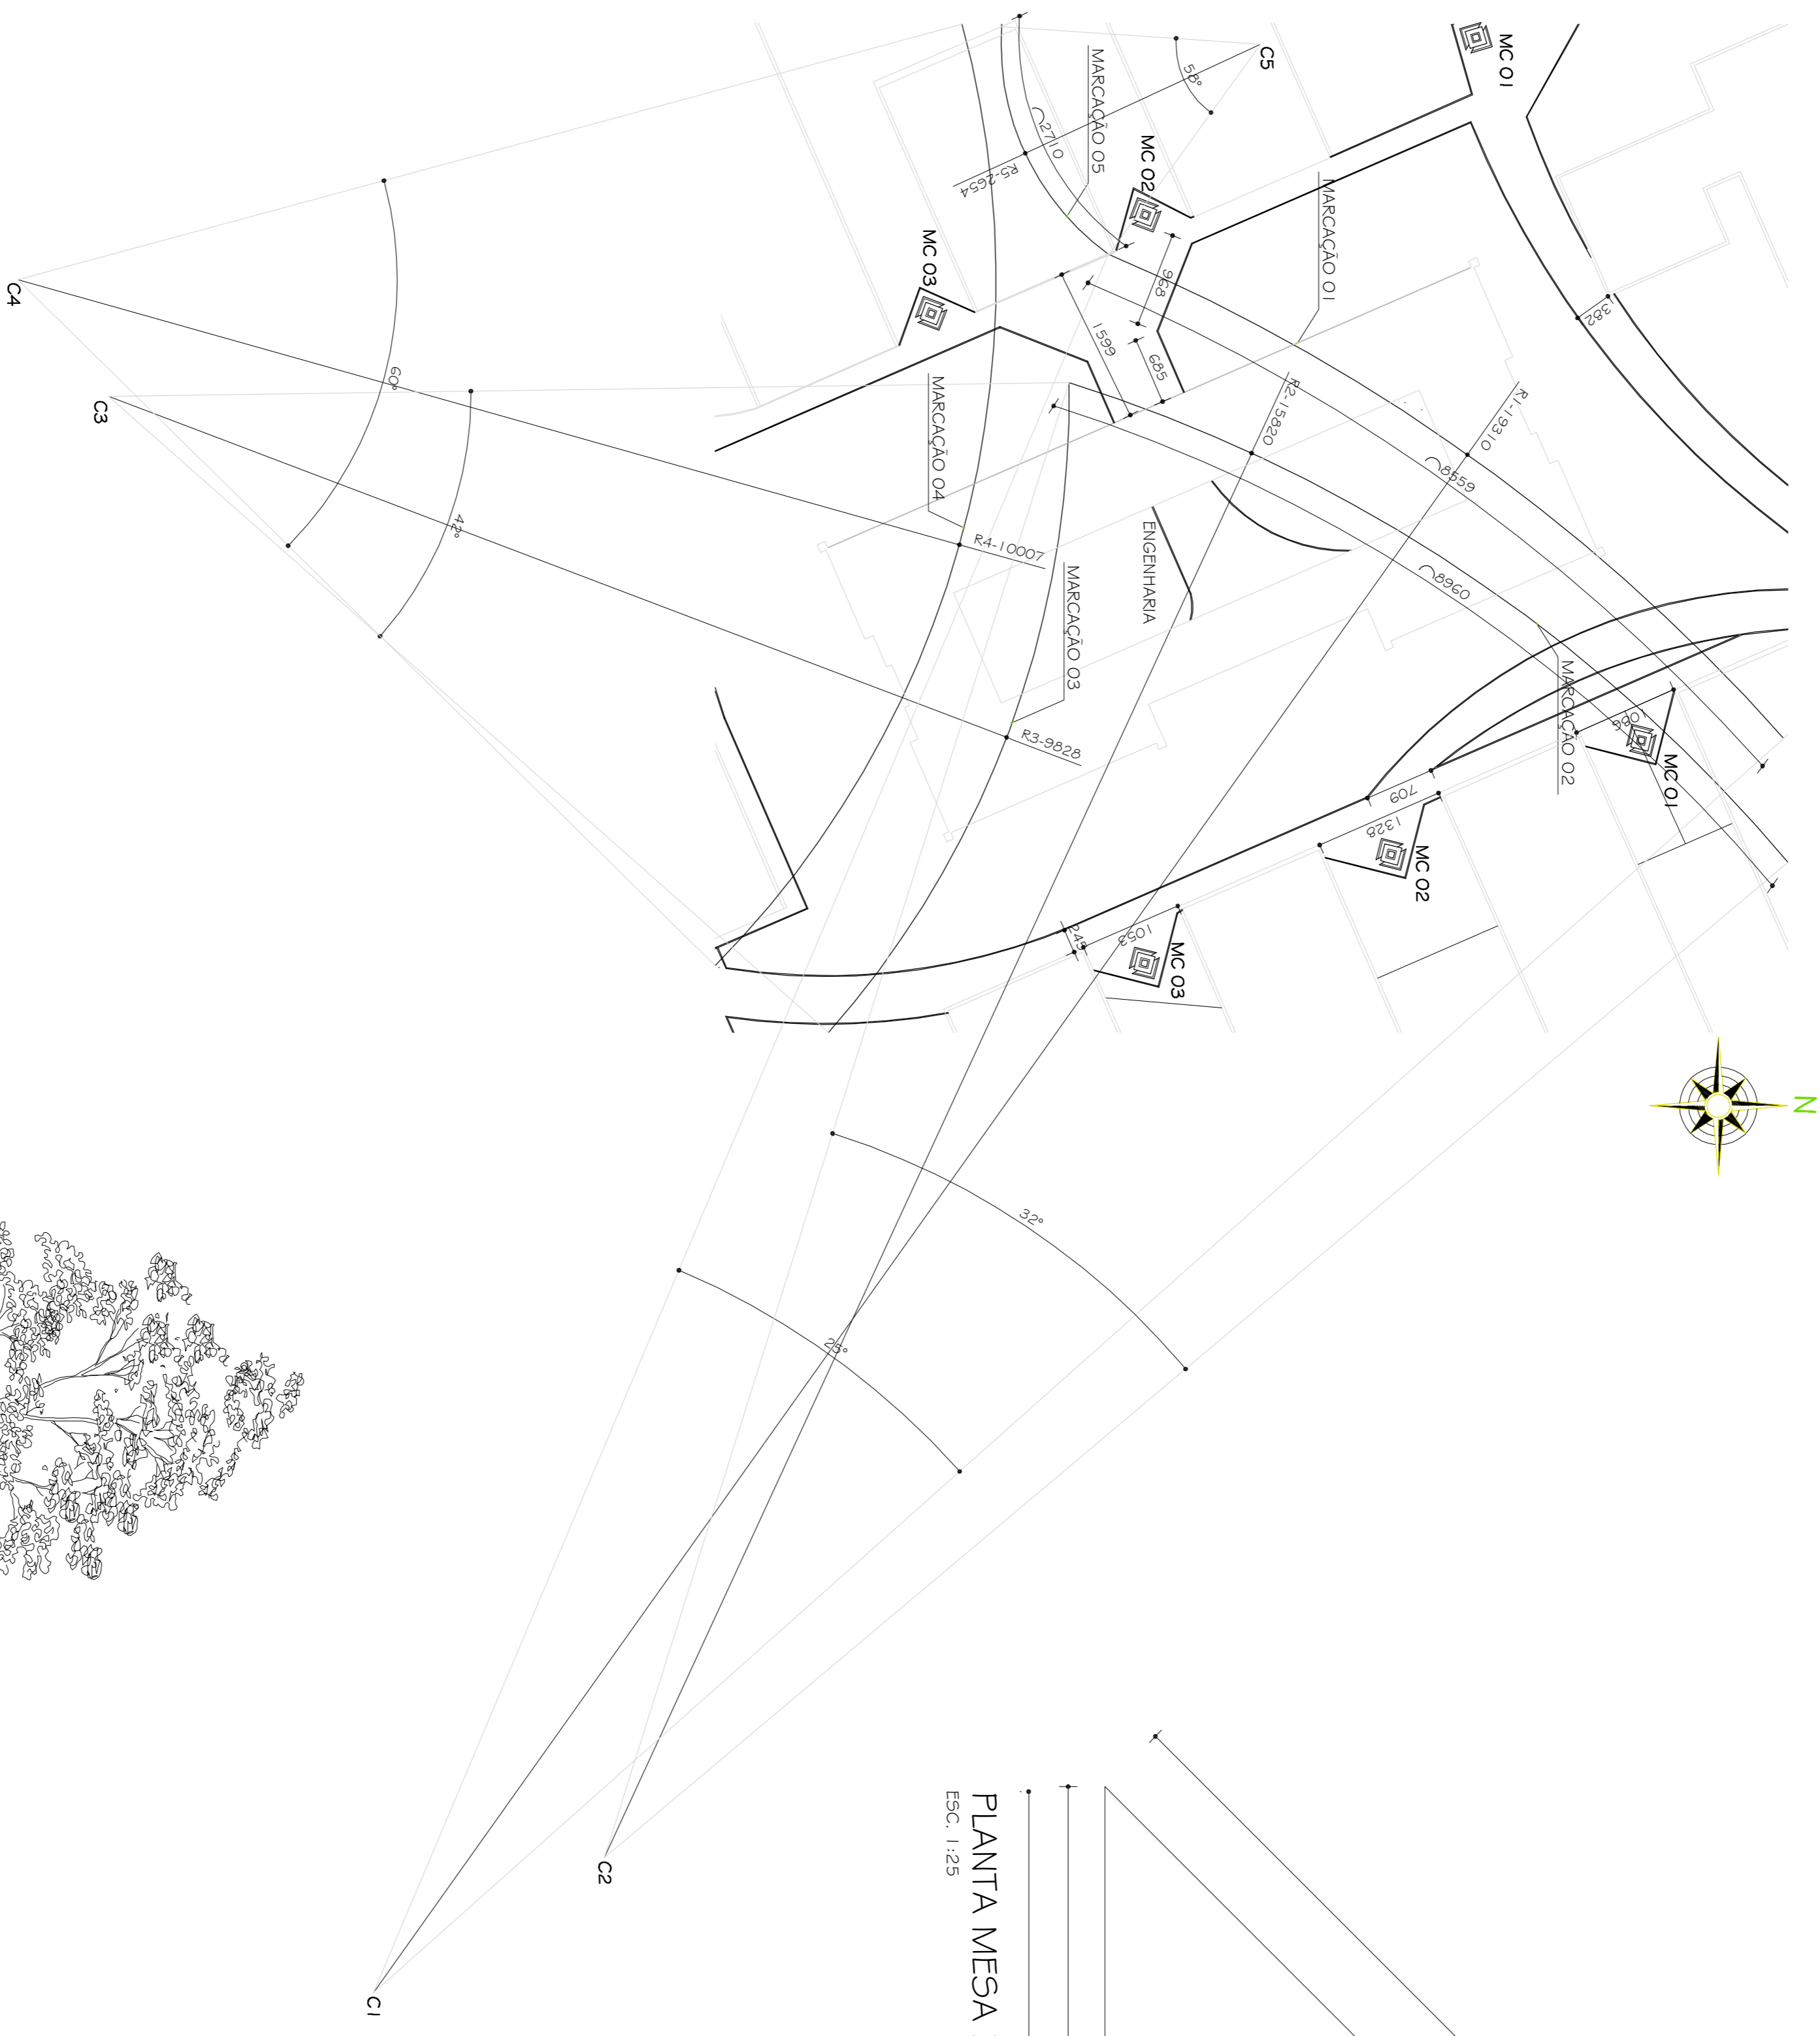 MC 01
C5
58°
MARCAÇÃO 05
2710
R5-2654
MC 02
MARCAÇÃO 01
968
1599
685
382
MC 03
C4
C3
60°
42°
MARCAÇÃO 04
R4-10007
MARCAÇÃO 03
R3-9828
ENGENHARIA
R2-15820
R1-19310
8559
8960
MARCAÇÃO 02
MC 01
709
1328
MC 02
245
1053
MC 03
N
32°
25°
C2
C1
PLANTA MESA
ESC. 1:25